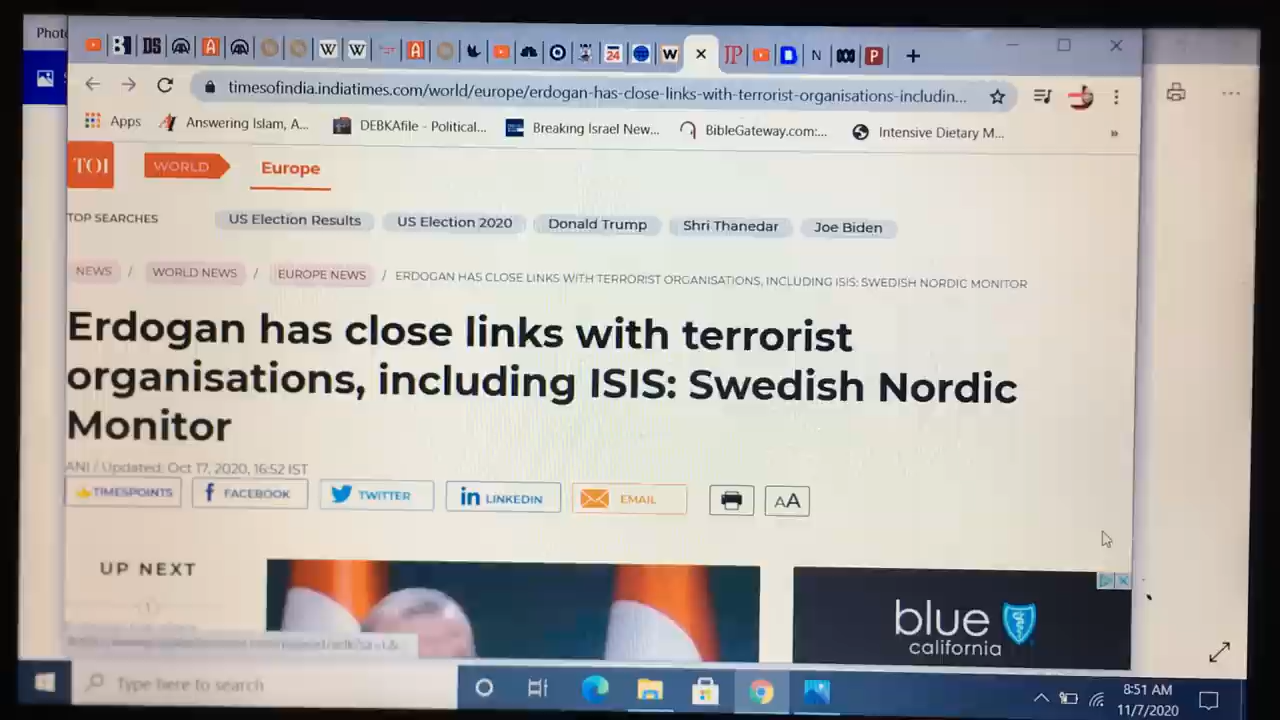 Photo
B DS A A W W A 24 W × JP D N P +
timesofindia.indiatimes.com/world/europe/erdogan-has-close-links-with-terrorist-organisations-includin...
Apps Answering Islam, A... DEBKAfile - Political... Breaking Israel New... BibleGateway.com:... Intensive Dietary M... »
TOI WORLD Europe
TOP SEARCHES US Election Results US Election 2020 Donald Trump Shri Thanedar Joe Biden
NEWS / WORLD NEWS / EUROPE NEWS / ERDOGAN HAS CLOSE LINKS WITH TERRORIST ORGANISATIONS, INCLUDING ISIS: SWEDISH NORDIC MONITOR
Erdogan has close links with terrorist
organisations, including ISIS: Swedish Nordic
Monitor
ANI / Updated: Oct 17, 2020, 16:52 IST
TIMESPOINTS f FACEBOOK TWITTER in LINKEDIN EMAIL AA
UP NEXT
blue
california
Type here to search
8:51 AM
11/7/2020